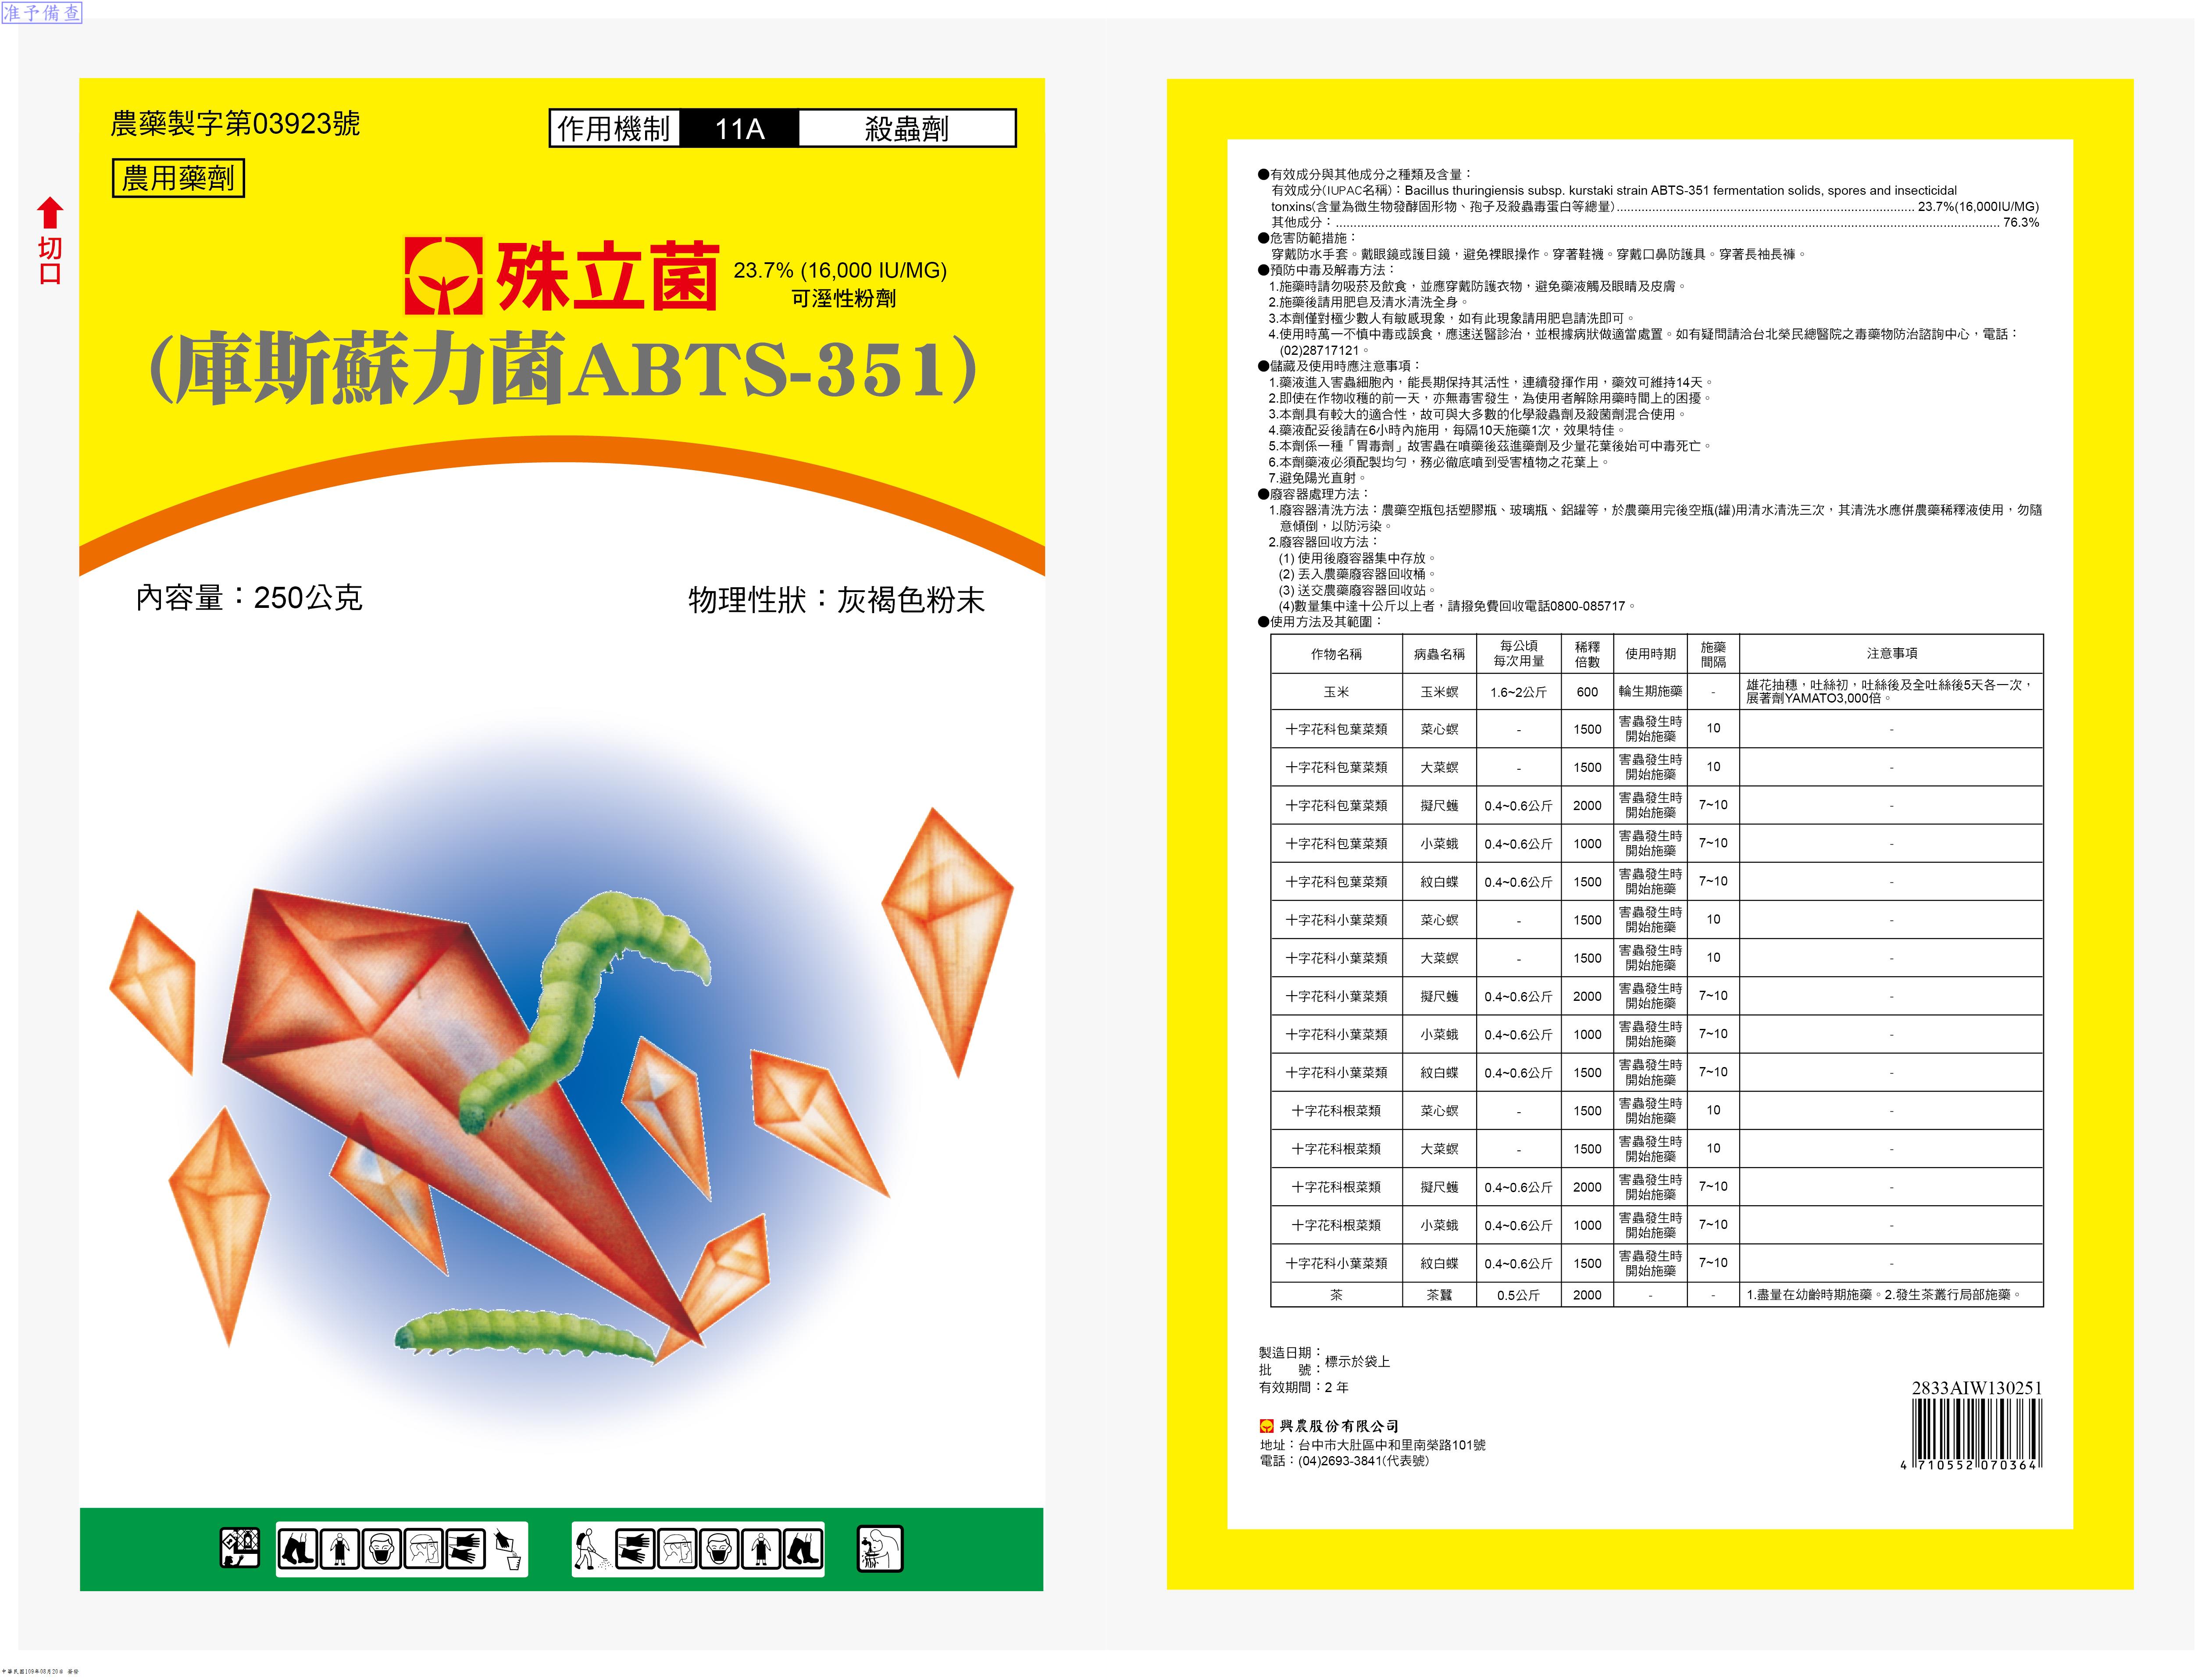 准予備查
農藥製字第03923號
作用機制 11A 殺蟲劑
農用藥劑
切口
殊立菌 23.7% (16,000 IU/MG)
可溼性粉劑
(庫斯蘇力菌ABTS-351)
內容量：250公克
物理性狀：灰褐色粉末
●有效成分與其他成分之種類及含量：
有效成分(IUPAC名稱)：Bacillus thuringiensis subsp. kurstaki strain ABTS-351 fermentation solids, spores and insecticidal
tonxins(含量為微生物發酵固形物、孢子及殺蟲毒蛋白等總量)........ 23.7%(16,000IU/MG)
其他成分：........ 76.3%
●危害防範措施：
穿戴防水手套。戴眼鏡或護目鏡，避免裸眼操作。穿著鞋襪。穿戴口鼻防護具。穿著長袖長褲。
●預防中毒及解毒方法：
1.施藥時請勿吸菸及飲食，並應穿戴防護衣物，避免藥液觸及眼睛及皮膚。
2.施藥後請用肥皂及清水清洗全身。
3.本劑僅對極少數人有敏感現象，如有此現象請用肥皂請洗即可。
4.使用時萬一不慎中毒或誤食，應速送醫診治，並根據病狀做適當處置。如有疑問請洽台北榮民總醫院之毒藥物防治諮詢中心，電話：
(02)28717121。
●儲藏及使用時應注意事項：
1.藥液進入害蟲細胞內，能長期保持其活性，連續發揮作用，藥效可維持14天。
2.即使在作物收穫的前一天，亦無毒害發生，為使用者解除用藥時間上的困擾。
3.本劑具有較大的適合性，故可與大多數的化學殺蟲劑及殺菌劑混合使用。
4.藥液配妥後請在6小時內施用，每隔10天施藥1次，效果特佳。
5.本劑係一種「胃毒劑」故害蟲在噴藥後茲進藥劑及少量花葉後始可中毒死亡。
6.本劑藥液必須配製均勻，務必徹底噴到受害植物之花葉上。
7.避免陽光直射。
●廢容器處理方法：
1.廢容器清洗方法：農藥空瓶包括塑膠瓶、玻璃瓶、鋁罐等，於農藥用完後空瓶(罐)用清水清洗三次，其清洗水應併農藥稀釋液使用，勿隨
意傾倒，以防污染。
2.廢容器回收方法：
(1) 使用後廢容器集中存放。
(2) 丟入農藥廢容器回收桶。
(3) 送交農藥廢容器回收站。
(4)數量集中達十公斤以上者，請撥免費回收電話0800-085717。
●使用方法及其範圍：
作物名稱 病蟲名稱 每公頃每次用量 稀釋倍數 使用時期 施藥間隔 注意事項
玉米 玉米螟 1.6~2公斤 600 輪生期施藥 - 雄花抽穗，吐絲初，吐絲後及全吐絲後5天各一次，展著劑YAMATO3,000倍。
十字花科包葉菜類 菜心螟 - 1500 害蟲發生時開始施藥 10 -
十字花科包葉菜類 大菜螟 - 1500 害蟲發生時開始施藥 10 -
十字花科包葉菜類 擬尺蠖 0.4~0.6公斤 2000 害蟲發生時開始施藥 7~10 -
十字花科包葉菜類 小菜蛾 0.4~0.6公斤 1000 害蟲發生時開始施藥 7~10 -
十字花科包葉菜類 紋白蝶 0.4~0.6公斤 1500 害蟲發生時開始施藥 7~10 -
十字花科小葉菜類 菜心螟 - 1500 害蟲發生時開始施藥 10 -
十字花科小葉菜類 大菜螟 - 1500 害蟲發生時開始施藥 10 -
十字花科小葉菜類 擬尺蠖 0.4~0.6公斤 2000 害蟲發生時開始施藥 7~10 -
十字花科小葉菜類 小菜蛾 0.4~0.6公斤 1000 害蟲發生時開始施藥 7~10 -
十字花科小葉菜類 紋白蝶 0.4~0.6公斤 1500 害蟲發生時開始施藥 7~10 -
十字花科根菜類 菜心螟 - 1500 害蟲發生時開始施藥 10 -
十字花科根菜類 大菜螟 - 1500 害蟲發生時開始施藥 10 -
十字花科根菜類 擬尺蠖 0.4~0.6公斤 2000 害蟲發生時開始施藥 7~10 -
十字花科根菜類 小菜蛾 0.4~0.6公斤 1000 害蟲發生時開始施藥 7~10 -
十字花科小葉菜類 紋白蝶 0.4~0.6公斤 1500 害蟲發生時開始施藥 7~10 -
茶 茶蠶 0.5公斤 2000 - - 1.盡量在幼齡時期施藥。2.發生茶叢行局部施藥。
製造日期：
批 號：標示於袋上
有效期間：2 年
興農股份有限公司
地址：台中市大肚區中和里南榮路101號
電話：(04)2693-3841(代表號)
2833AIW130251
4 710552 070364
中華民國109年08月20日